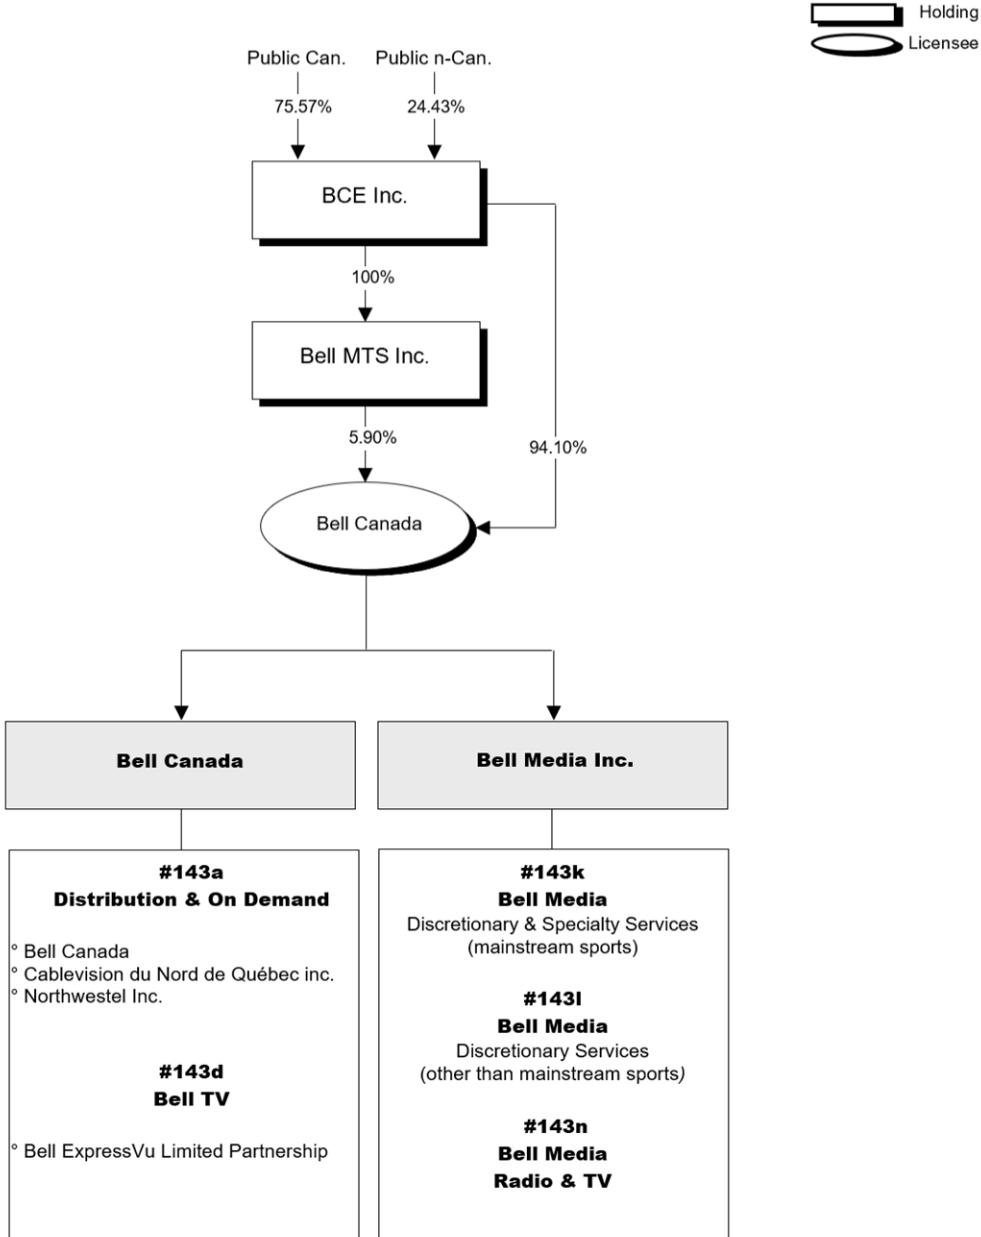 Holding
Licensee
Public Can.
Public n-Can.
75.57%
24.43%
BCE Inc.
100%
Bell MTS Inc.
5.90%
94.10%
Bell Canada
Bell Canada
#143a
Distribution & On Demand
° Bell Canada
° Cablevision du Nord de Québec inc.
° Northwestel Inc.
#143d
Bell TV
° Bell ExpressVu Limited Partnership
Bell Media Inc.
#143k
Bell Media
Discretionary & Specialty Services
(mainstream sports)
#143l
Bell Media
Discretionary Services
(other than mainstream sports)
#143n
Bell Media
Radio & TV